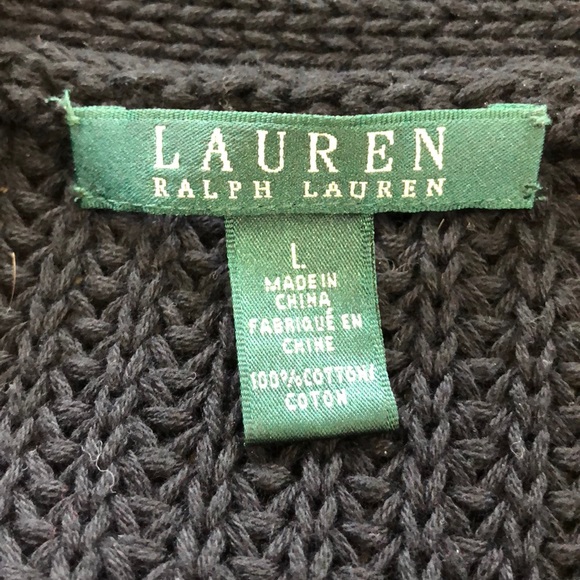 LAUREN
RALPH LAUREN
L
MADE IN
CHINA
FABRIQUÉ EN
CHINE
100%COTTON/
COTON